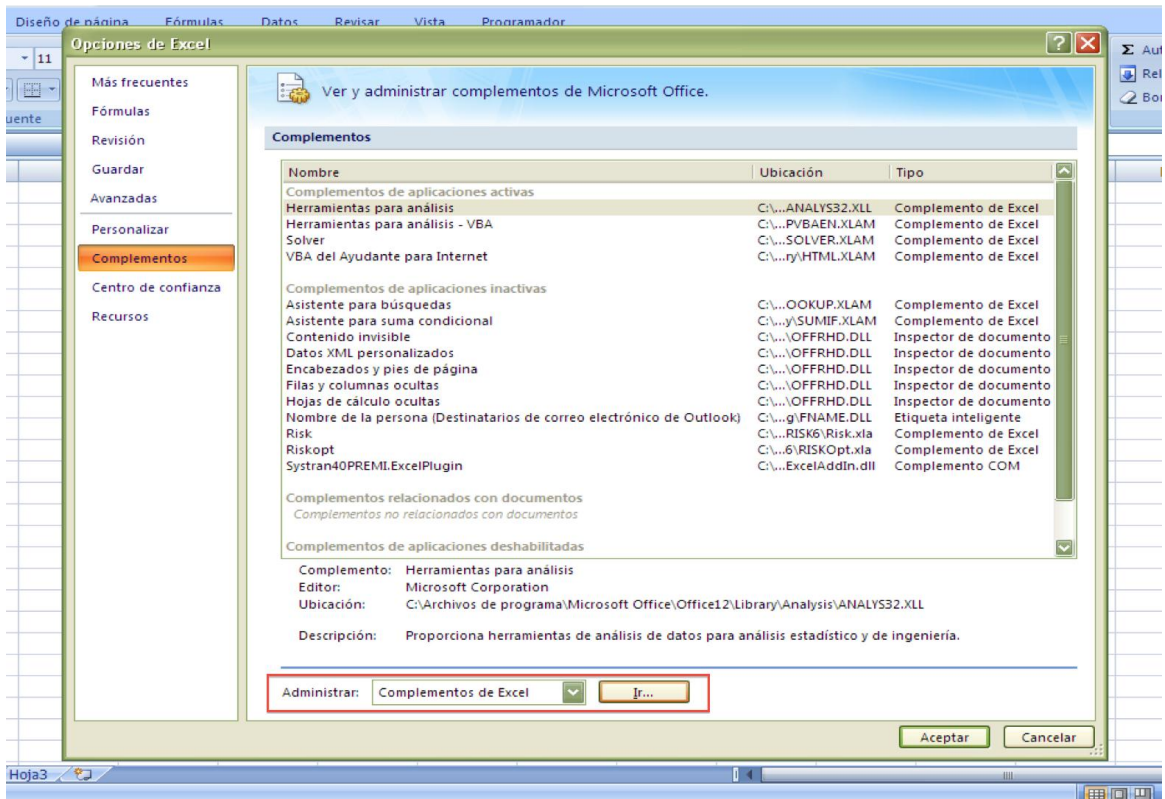 Diseño de página Fórmulas Datos Revisar Vista Programador
Opciones de Excel
11
Σ Aut
Rel
Bor
uente
Más frecuentes
Fórmulas
Revisión
Guardar
Avanzadas
Personalizar
Complementos
Centro de confianza
Recursos
Ver y administrar complementos de Microsoft Office.
Complementos
Nombre Ubicación Tipo
Complementos de aplicaciones activas
Herramientas para análisis C:\...ANALYS32.XLL Complemento de Excel
Herramientas para análisis - VBA C:\...PVBAEN.XLAM Complemento de Excel
Solver C:\...SOLVER.XLAM Complemento de Excel
VBA del Ayudante para Internet C:\...ry\HTML.XLAM Complemento de Excel
Complementos de aplicaciones inactivas
Asistente para búsquedas C:\...OOKUP.XLAM Complemento de Excel
Asistente para suma condicional C:\...y\SUMIF.XLAM Complemento de Excel
Contenido invisible C:\...\OFFRHD.DLL Inspector de documento
Datos XML personalizados C:\...\OFFRHD.DLL Inspector de documento
Encabezados y pies de página C:\...\OFFRHD.DLL Inspector de documento
Filas y columnas ocultas C:\...\OFFRHD.DLL Inspector de documento
Hojas de cálculo ocultas C:\...\OFFRHD.DLL Inspector de documento
Nombre de la persona (Destinatarios de correo electrónico de Outlook) C:\...g\FNAME.DLL Etiqueta inteligente
Risk C:\...RISK6\Risk.xla Complemento de Excel
Riskopt C:\...6\RISKOpt.xla Complemento de Excel
Systran40PREMI.ExcelPlugin C:\...ExcelAddIn.dll Complemento COM
Complementos relacionados con documentos
Complementos no relacionados con documentos
Complementos de aplicaciones deshabilitadas
Complemento: Herramientas para análisis
Editor: Microsoft Corporation
Ubicación: C:\Archivos de programa\Microsoft Office\Office12\Library\Analysis\ANALYS32.XLL
Descripción: Proporciona herramientas de análisis de datos para análisis estadístico y de ingeniería.
Administrar: Complementos de Excel Ir...
Aceptar Cancelar
Hoja3